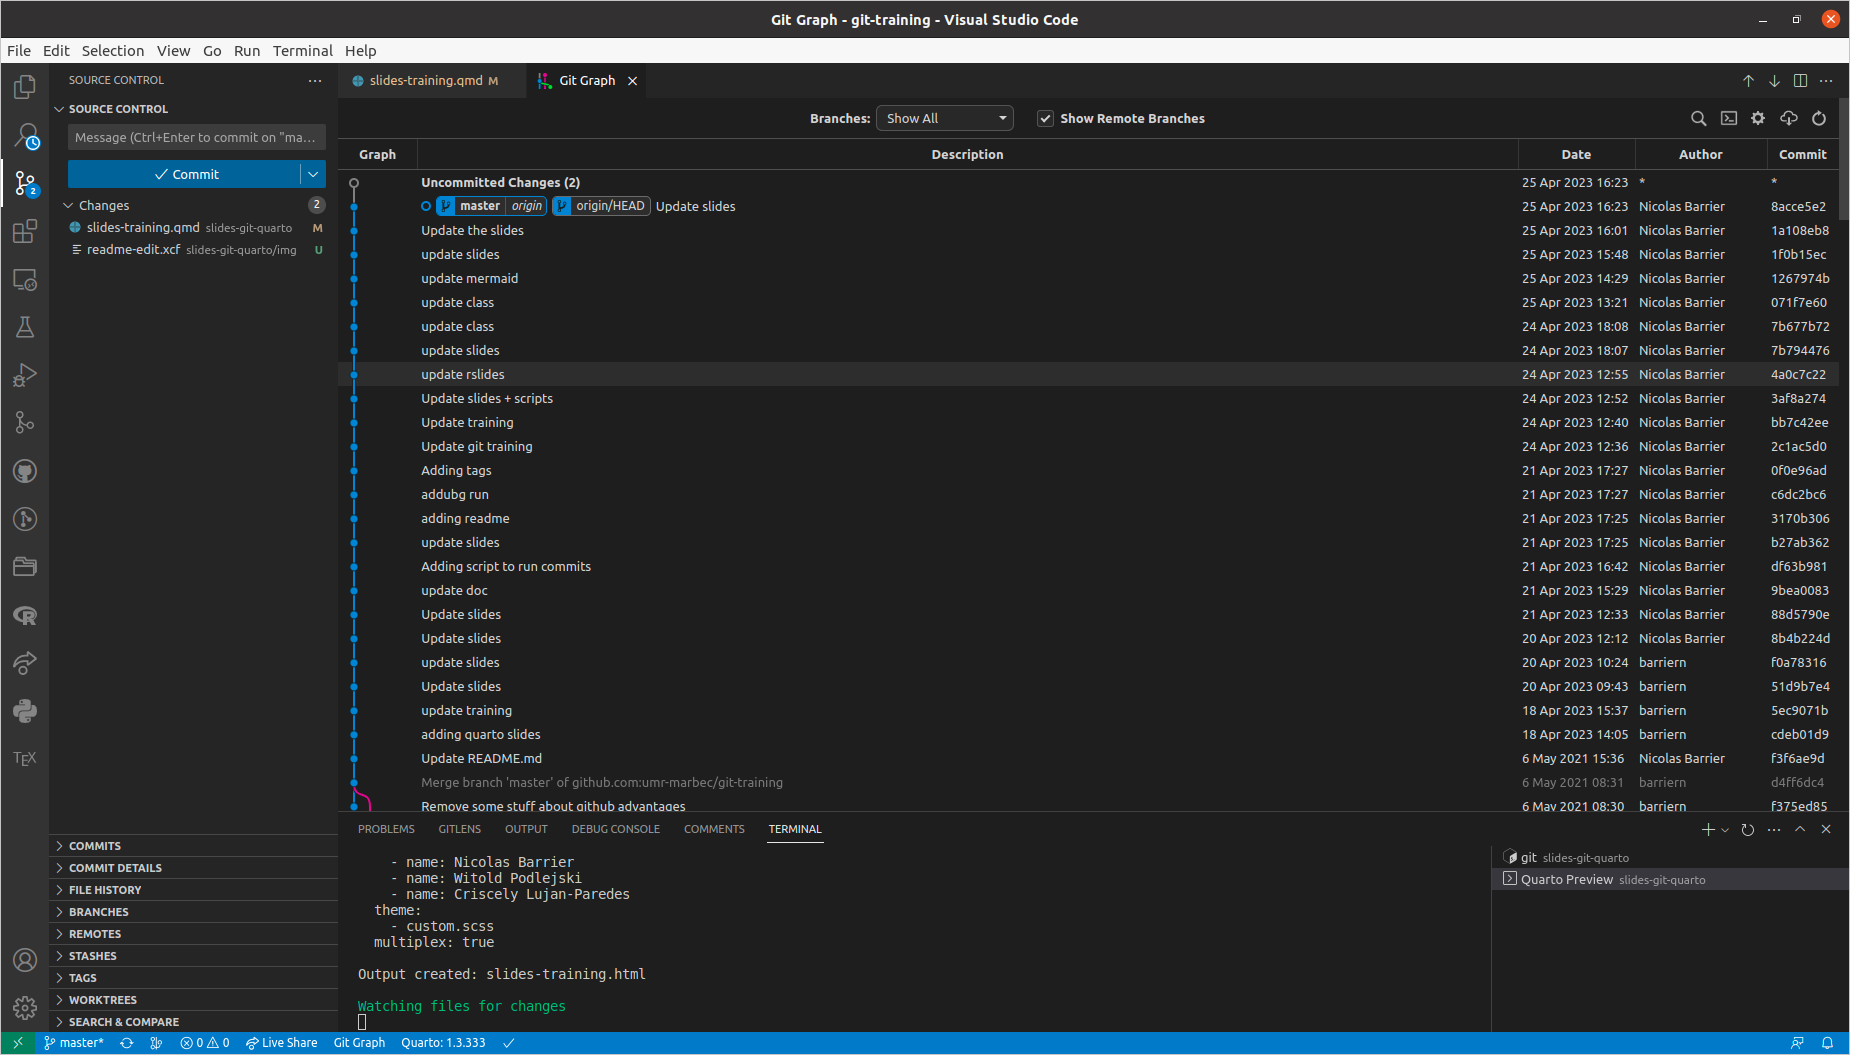 Git Graph - git-training - Visual Studio Code
File Edit Selection View Go Run Terminal Help
SOURCE CONTROL
slides-training.qmd M
Git Graph
SOURCE CONTROL
Message (Ctrl+Enter to commit on "ma...
Commit
Changes 2
slides-training.qmd slides-git-quarto M
readme-edit.xcf slides-git-quarto/img U
2
TEX
Branches: Show All Show Remote Branches
Graph Description Date Author Commit
Uncommitted Changes (2) 25 Apr 2023 16:23 * *
master origin origin/HEAD Update slides 25 Apr 2023 16:23 Nicolas Barrier 8acce5e2
Update the slides 25 Apr 2023 16:01 Nicolas Barrier 1a108eb8
update slides 25 Apr 2023 15:48 Nicolas Barrier 1f0b15ec
update mermaid 25 Apr 2023 14:29 Nicolas Barrier 1267974b
update class 25 Apr 2023 13:21 Nicolas Barrier 071f7e60
update class 24 Apr 2023 18:08 Nicolas Barrier 7b677b72
update slides 24 Apr 2023 18:07 Nicolas Barrier 7b794476
update rslides 24 Apr 2023 12:55 Nicolas Barrier 4a0c7c22
Update slides + scripts 24 Apr 2023 12:52 Nicolas Barrier 3af8a274
Update training 24 Apr 2023 12:40 Nicolas Barrier bb7c42ee
Update git training 24 Apr 2023 12:36 Nicolas Barrier 2c1ac5d0
Adding tags 21 Apr 2023 17:27 Nicolas Barrier 0f0e96ad
addubg run 21 Apr 2023 17:27 Nicolas Barrier c6dc2bc6
adding readme 21 Apr 2023 17:25 Nicolas Barrier 3170b306
update slides 21 Apr 2023 17:25 Nicolas Barrier b27ab362
Adding script to run commits 21 Apr 2023 16:42 Nicolas Barrier df63b981
update doc 21 Apr 2023 15:29 Nicolas Barrier 9bea0083
Update slides 21 Apr 2023 12:33 Nicolas Barrier 88d5790e
Update slides 20 Apr 2023 12:12 Nicolas Barrier 8b4b224d
update slides 20 Apr 2023 10:24 barriern f0a78316
Update slides 20 Apr 2023 09:43 barriern 51d9b7e4
update training 18 Apr 2023 15:37 barriern 5ec9071b
adding quarto slides 18 Apr 2023 14:05 barriern cdeb01d9
Update README.md 6 May 2021 15:36 Nicolas Barrier f3f6ae9d
Merge branch 'master' of github.com:umr-marbec/git-training 6 May 2021 08:31 barriern d4ff6dc4
Remove some stuff about github advantages 6 May 2021 08:30 barriern f375ed85
COMMITS
COMMIT DETAILS
FILE HISTORY
BRANCHES
REMOTES
STASHES
TAGS
WORKTREES
SEARCH & COMPARE
PROBLEMS GITLENS OUTPUT DEBUG CONSOLE COMMENTS TERMINAL
- name: Nicolas Barrier
- name: Witold Podlejski
- name: Criscely Lujan-Paredes
theme:
- custom.scss
multiplex: true
Output created: slides-training.html
Watching files for changes
git slides-git-quarto
Quarto Preview slides-git-quarto
master* 0 0 Live Share Git Graph Quarto: 1.3.333